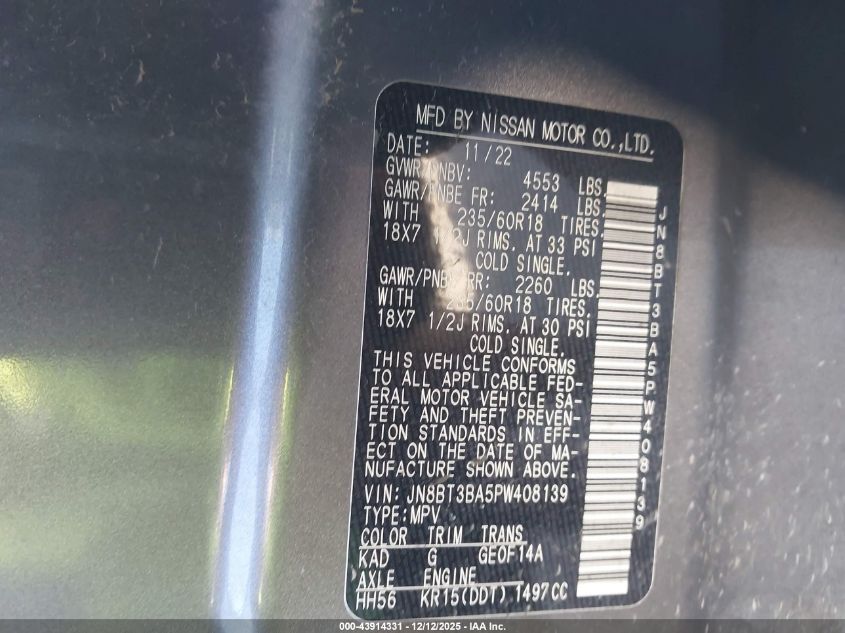 MFD BY NISSAN MOTOR CO.,LTD.
DATE: 11/22
GVWR/PNBV: 4553 LBS.
GAWR/PNBE FR: 2414 LBS.
WITH 235/60R18 TIRES.
18X7 1/2J RIMS. AT 33 PSI
COLD SINGLE.
GAWR/PNBE RR: 2260 LBS.
WITH 235/60R18 TIRES.
18X7 1/2J RIMS. AT 30 PSI
COLD SINGLE.
THIS VEHICLE CONFORMS
TO ALL APPLICABLE FED-
ERAL MOTOR VEHICLE SA-
FETY AND THEFT PREVEN-
TION STANDARDS IN EFF-
ECT ON THE DATE OF MA-
NUFACTURE SHOWN ABOVE.
VIN: JN8BT3BA5PW408139
TYPE:MPV
COLOR TRIM TRANS
KAD G GE0F14A
AXLE ENGINE
HH56 KR15(DDT) 1497CC
JN8BT3BA5PW408139
000-43914331 - 12/12/2025 - IAA Inc.